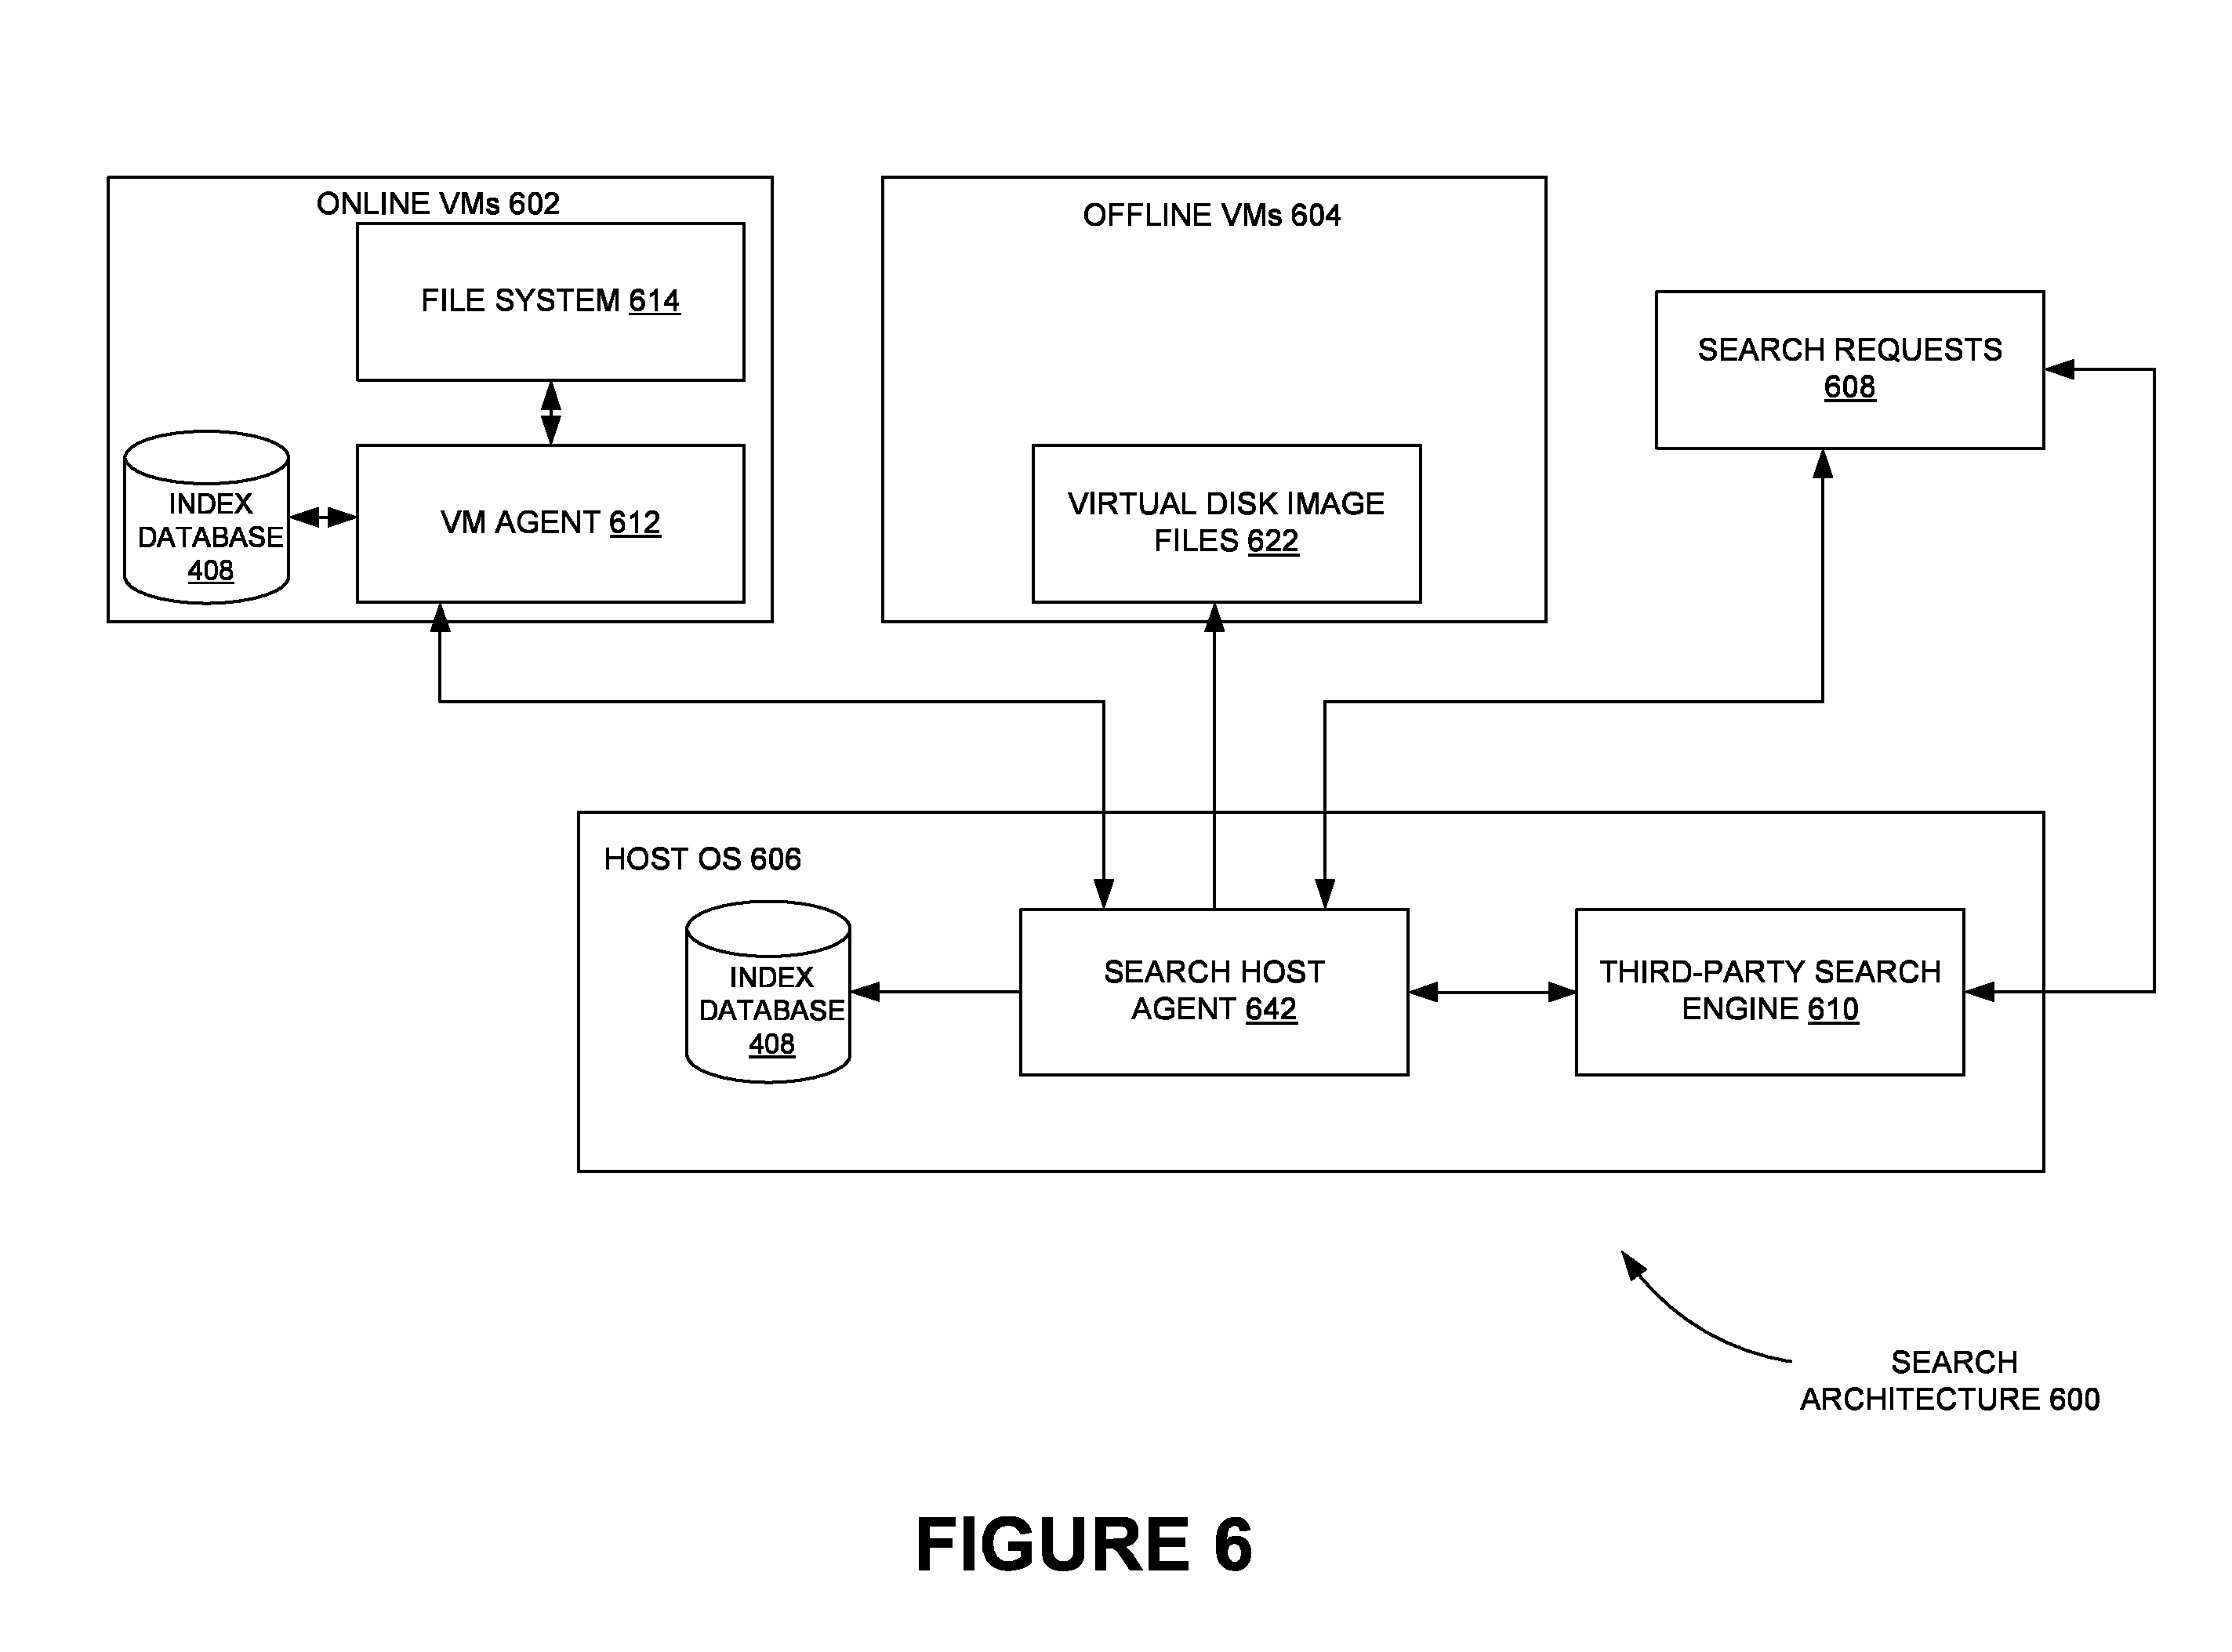 ONLINE VMs 602
FILE SYSTEM 614
INDEX
DATABASE
408
VM AGENT 612
OFFLINE VMs 604
VIRTUAL DISK IMAGE
FILES 622
SEARCH REQUESTS
608
HOST OS 606
INDEX
DATABASE
408
SEARCH HOST
AGENT 642
THIRD-PARTY SEARCH
ENGINE 610
SEARCH
ARCHITECTURE 600
FIGURE 6